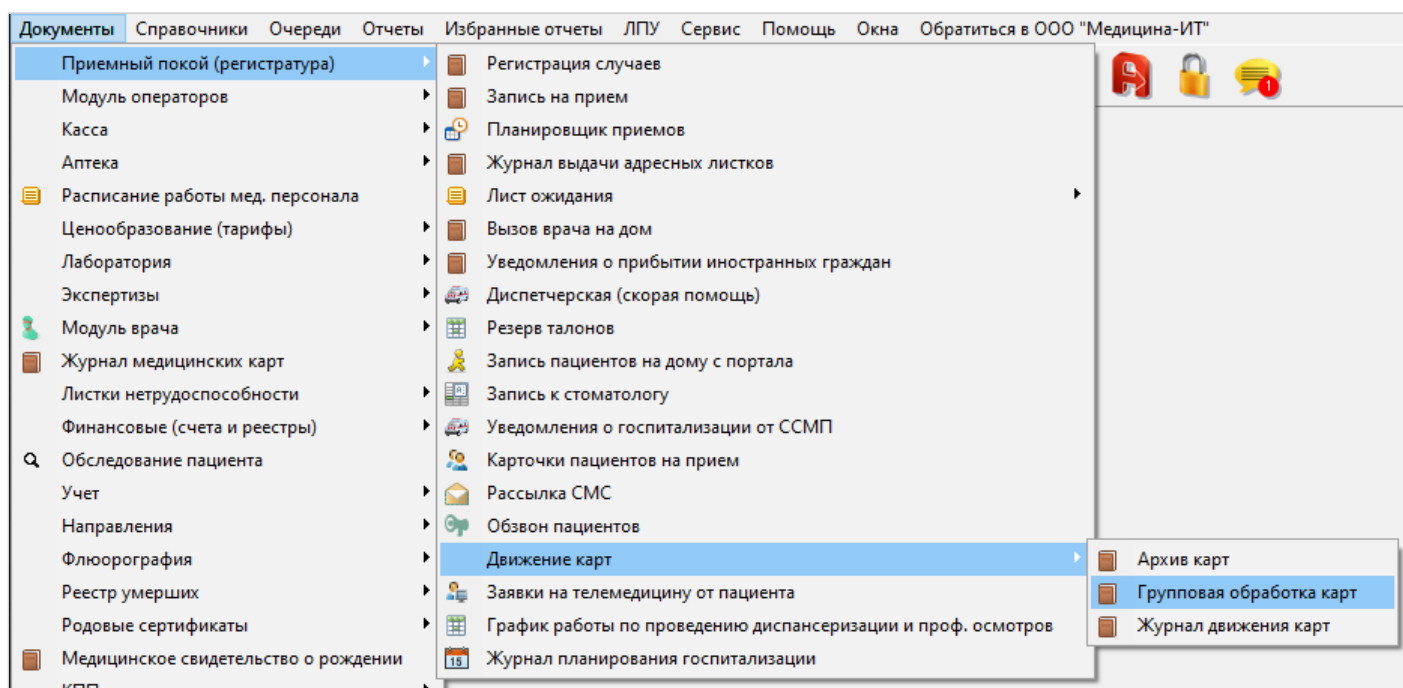 Документы Справочники Очереди Отчеты Избранные отчеты ЛПУ Сервис Помощь Окна Обратиться в ООО "Медицина-ИТ"
1
Приемный покой (регистратура)
Модуль операторов
Касса
Аптека
Расписание работы мед. персонала
Ценообразование (тарифы)
Лаборатория
Экспертизы
Модуль врача
Журнал медицинских карт
Листки нетрудоспособности
Финансовые (счета и реестры)
Обследование пациента
Учет
Направления
Флюорография
Реестр умерших
Родовые сертификаты
Медицинское свидетельство о рождении
Регистрация случаев
Запись на прием
Планировщик приемов
Журнал выдачи адресных листков
Лист ожидания
Вызов врача на дом
Уведомления о прибытии иностранных граждан
Диспетчерская (скорая помощь)
Резерв талонов
Запись пациентов на дому с портала
Запись к стоматологу
Уведомления о госпитализации от ССМП
Карточки пациентов на прием
Рассылка СМС
Обзвон пациентов
Движение карт
Заявки на телемедицину от пациента
График работы по проведению диспансеризации и проф. осмотров
15
Журнал планирования госпитализации
Архив карт
Групповая обработка карт
Журнал движения карт